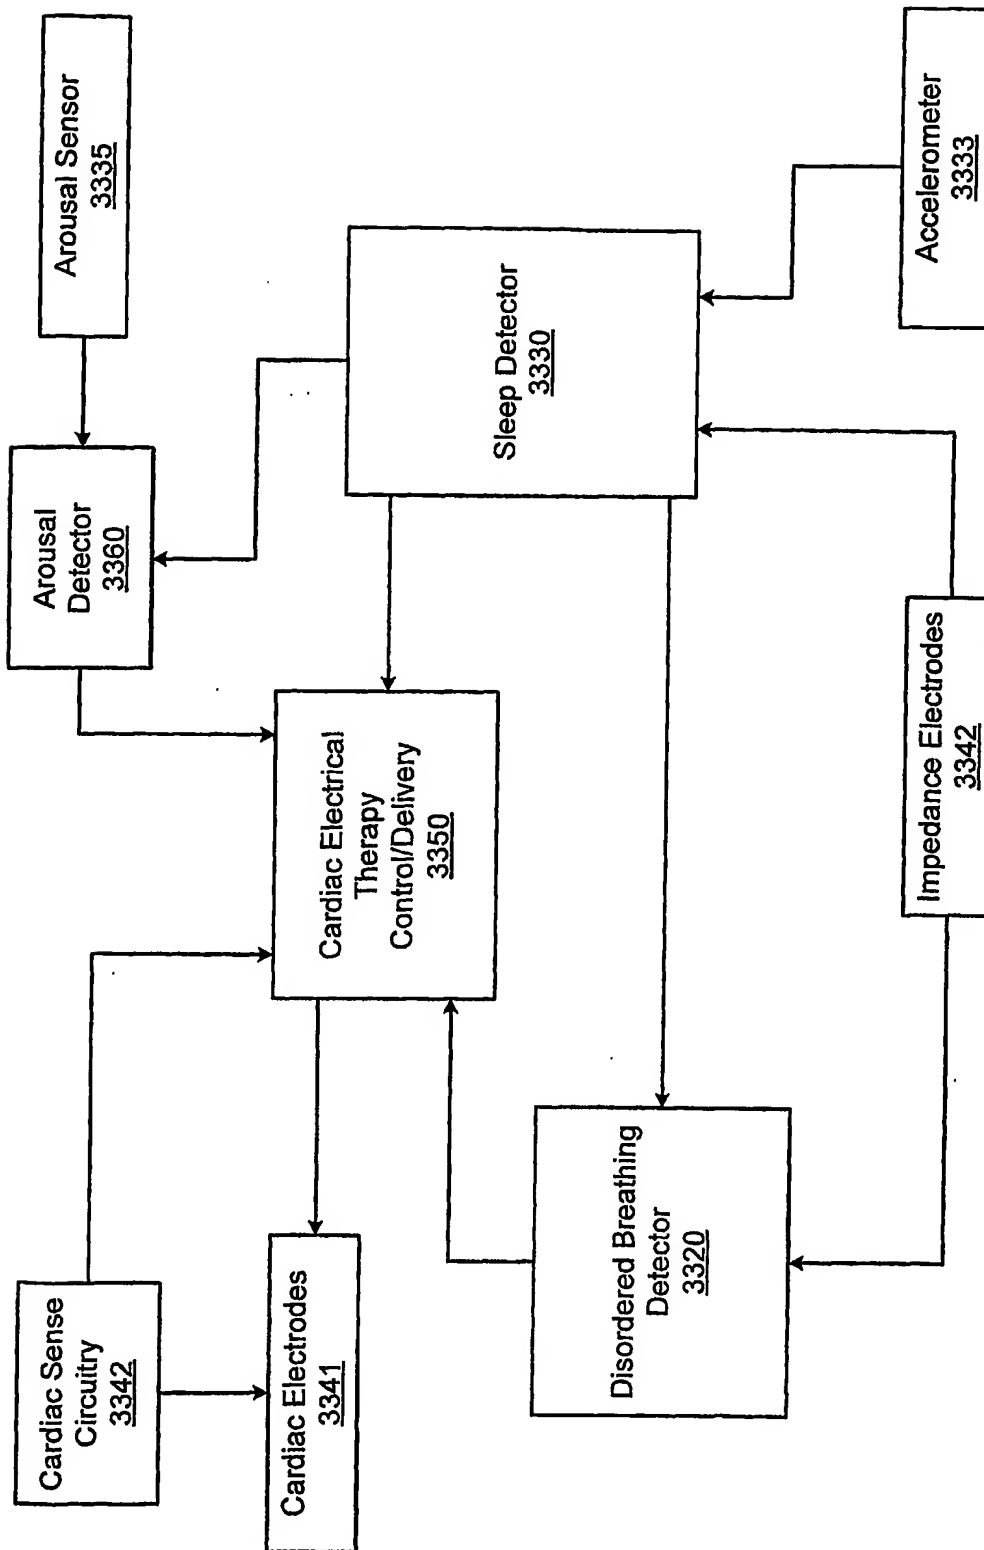 Cardiac Sense
Circuitry
3342
Cardiac Electrodes
3341
Arousal
Detector
3360
Arousal Sensor
3335
Cardiac Electrical
Therapy
Control/Delivery
3350
Sleep Detector
3330
Disordered Breathing
Detector
3320
Impedance Electrodes
3342
Accelerometer
3333